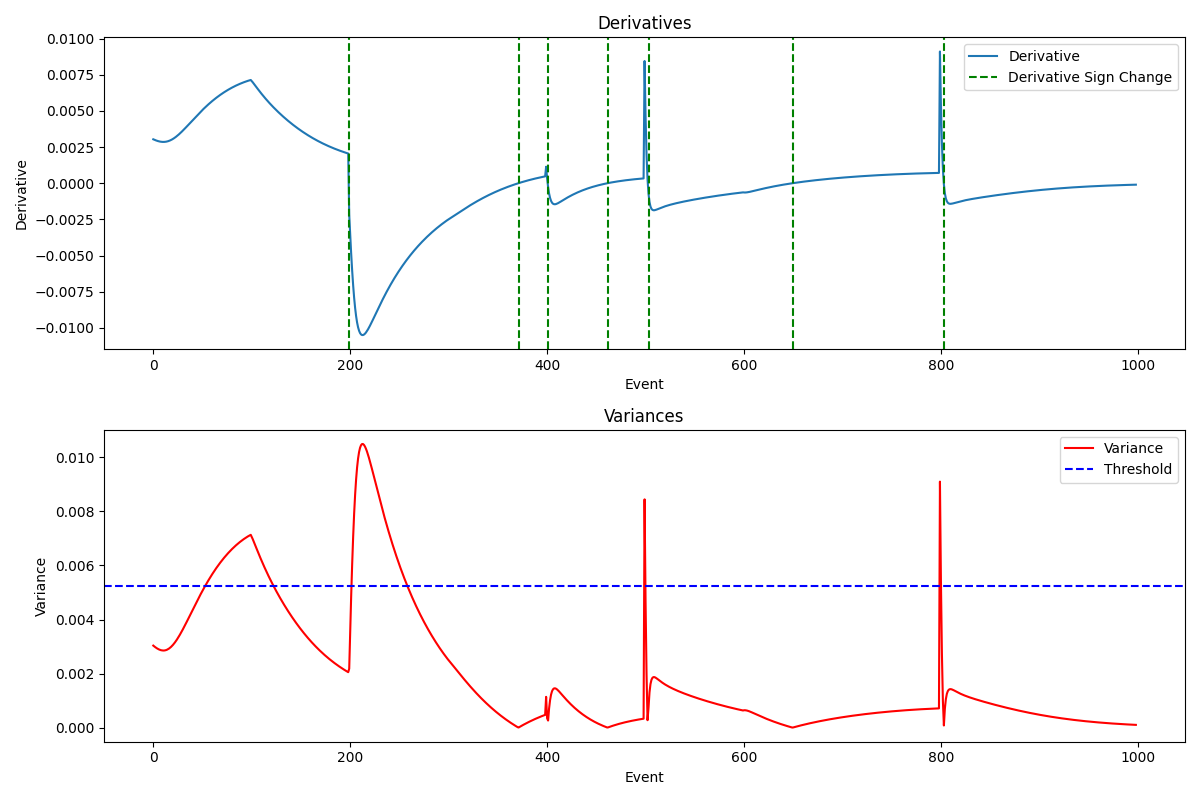 Derivatives
0.0100
0.0075
0.0050
0.0025
0.0000
−0.0025
−0.0050
−0.0075
−0.0100
Derivative
Derivative
Derivative Sign Change
0 200 400 600 800 1000
Event
Variances
0.010
0.008
0.006
0.004
0.002
0.000
Variance
Variance
Threshold
0 200 400 600 800 1000
Event